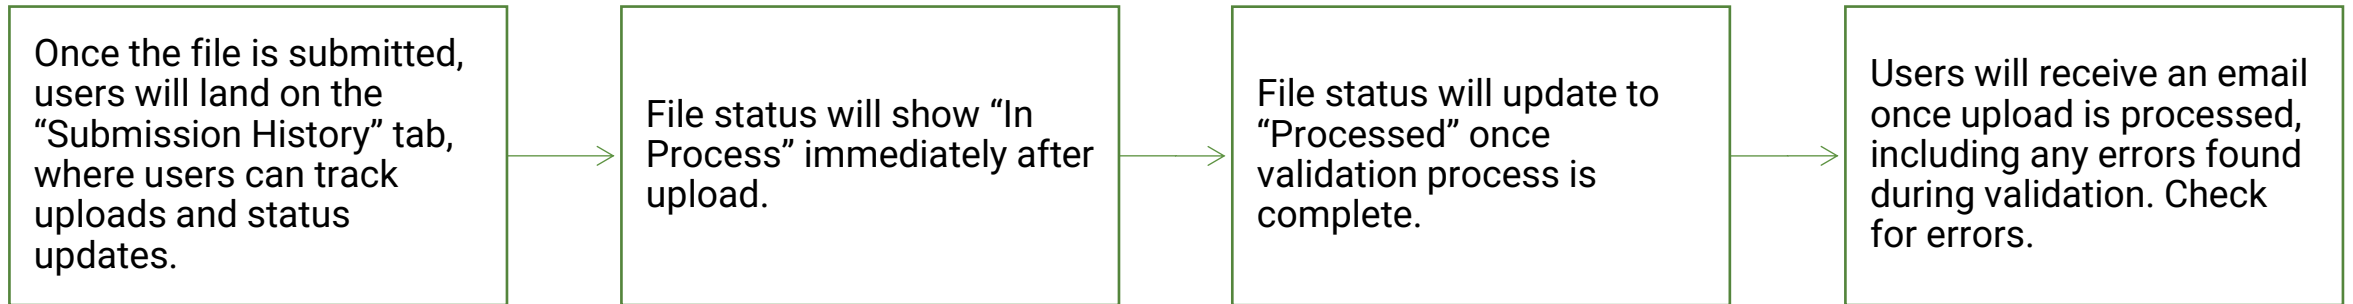 Once the file is submitted,
users will land on the
“Submission History” tab,
where users can track
uploads and status
updates.
File status will show “In
Process” immediately after
upload.
File status will update to
“Processed” once
validation process is
complete.
Users will receive an email
once upload is processed,
including any errors found
during validation. Check
for errors.